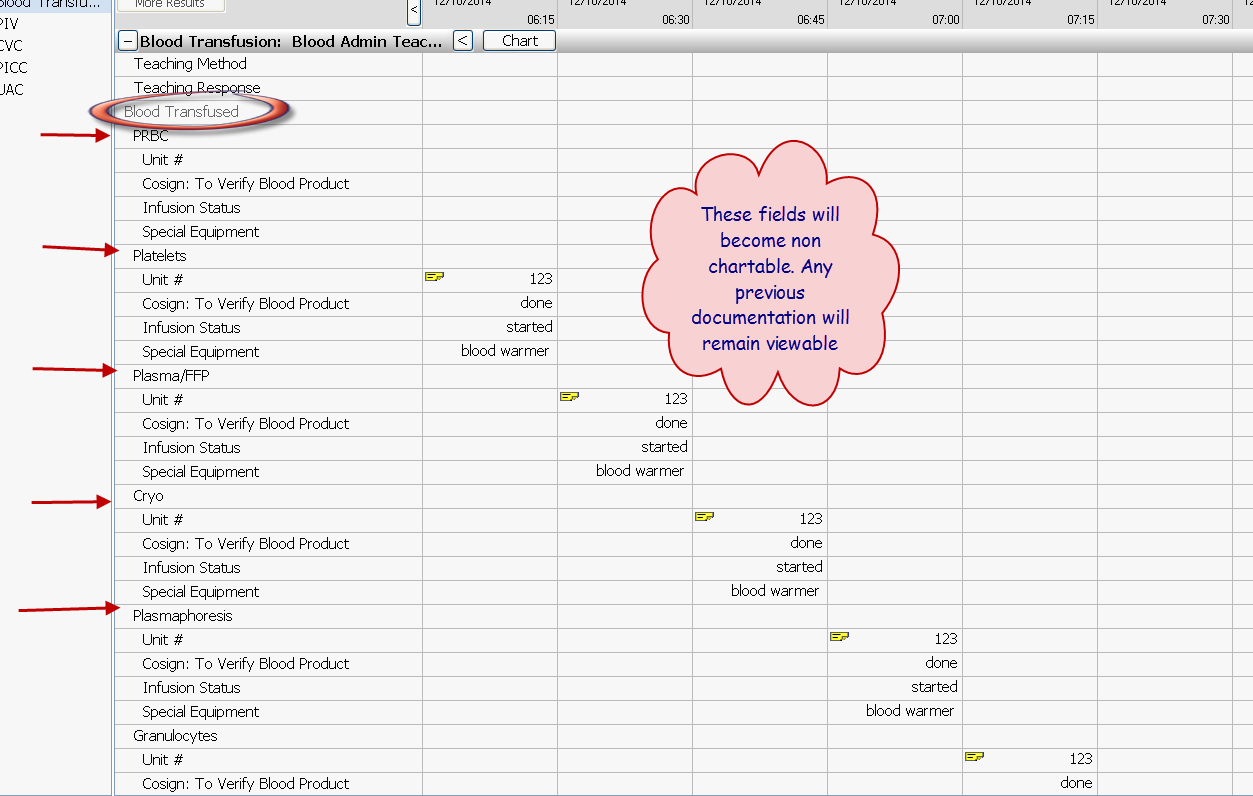 Blood Transfu...
PIV
CVC
PICC
UAC
More Results
<
12/10/2014 12/10/2014 12/10/2014 12/10/2014 12/10/2014 12/10/2014
06:15 06:30 06:45 07:00 07:15 07:30
− Blood Transfusion: Blood Admin Teac... < Chart
Teaching Method
Teaching Response
Blood Transfused
PRBC
Unit #
Cosign: To Verify Blood Product
Infusion Status
Special Equipment
Platelets
Unit # 123
Cosign: To Verify Blood Product done
Infusion Status started
Special Equipment blood warmer
Plasma/FFP
Unit # 123
Cosign: To Verify Blood Product done
Infusion Status started
Special Equipment blood warmer
Cryo
Unit # 123
Cosign: To Verify Blood Product done
Infusion Status started
Special Equipment blood warmer
Plasmaphoresis
Unit # 123
Cosign: To Verify Blood Product done
Infusion Status started
Special Equipment blood warmer
Granulocytes
Unit # 123
Cosign: To Verify Blood Product done
These fields will
become non
chartable. Any
previous
documentation will
remain viewable